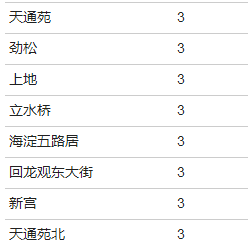 天通苑 3
劲松 3
上地 3
立水桥 3
海淀五路居 3
回龙观东大街 3
新宫 3
天通苑北 3